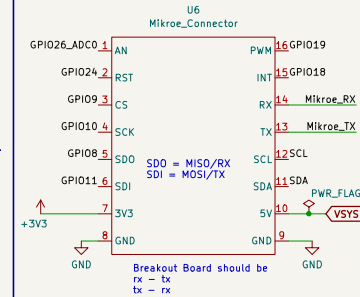 U6
Mikroe_Connector
GPIO26_ADC0 1 AN PWM 16 GPIO19
GPIO24 2 RST INT 15 GPIO18
GPIO9 3 CS RX 14 Mikroe_RX
GPIO10 4 SCK TX 13 Mikroe_TX
GPIO8 5 SDO SCL 12 SCL
SDO = MISO/RX
GPIO11 6 SDI SDA 11 SDA
SDI = MOSI/TX
PWR_FLAG
7 3V3 5V 10 VSYS
+3V3
8 GND GND 9
GND GND
Breakout Board should be
rx - tx
tx - rx